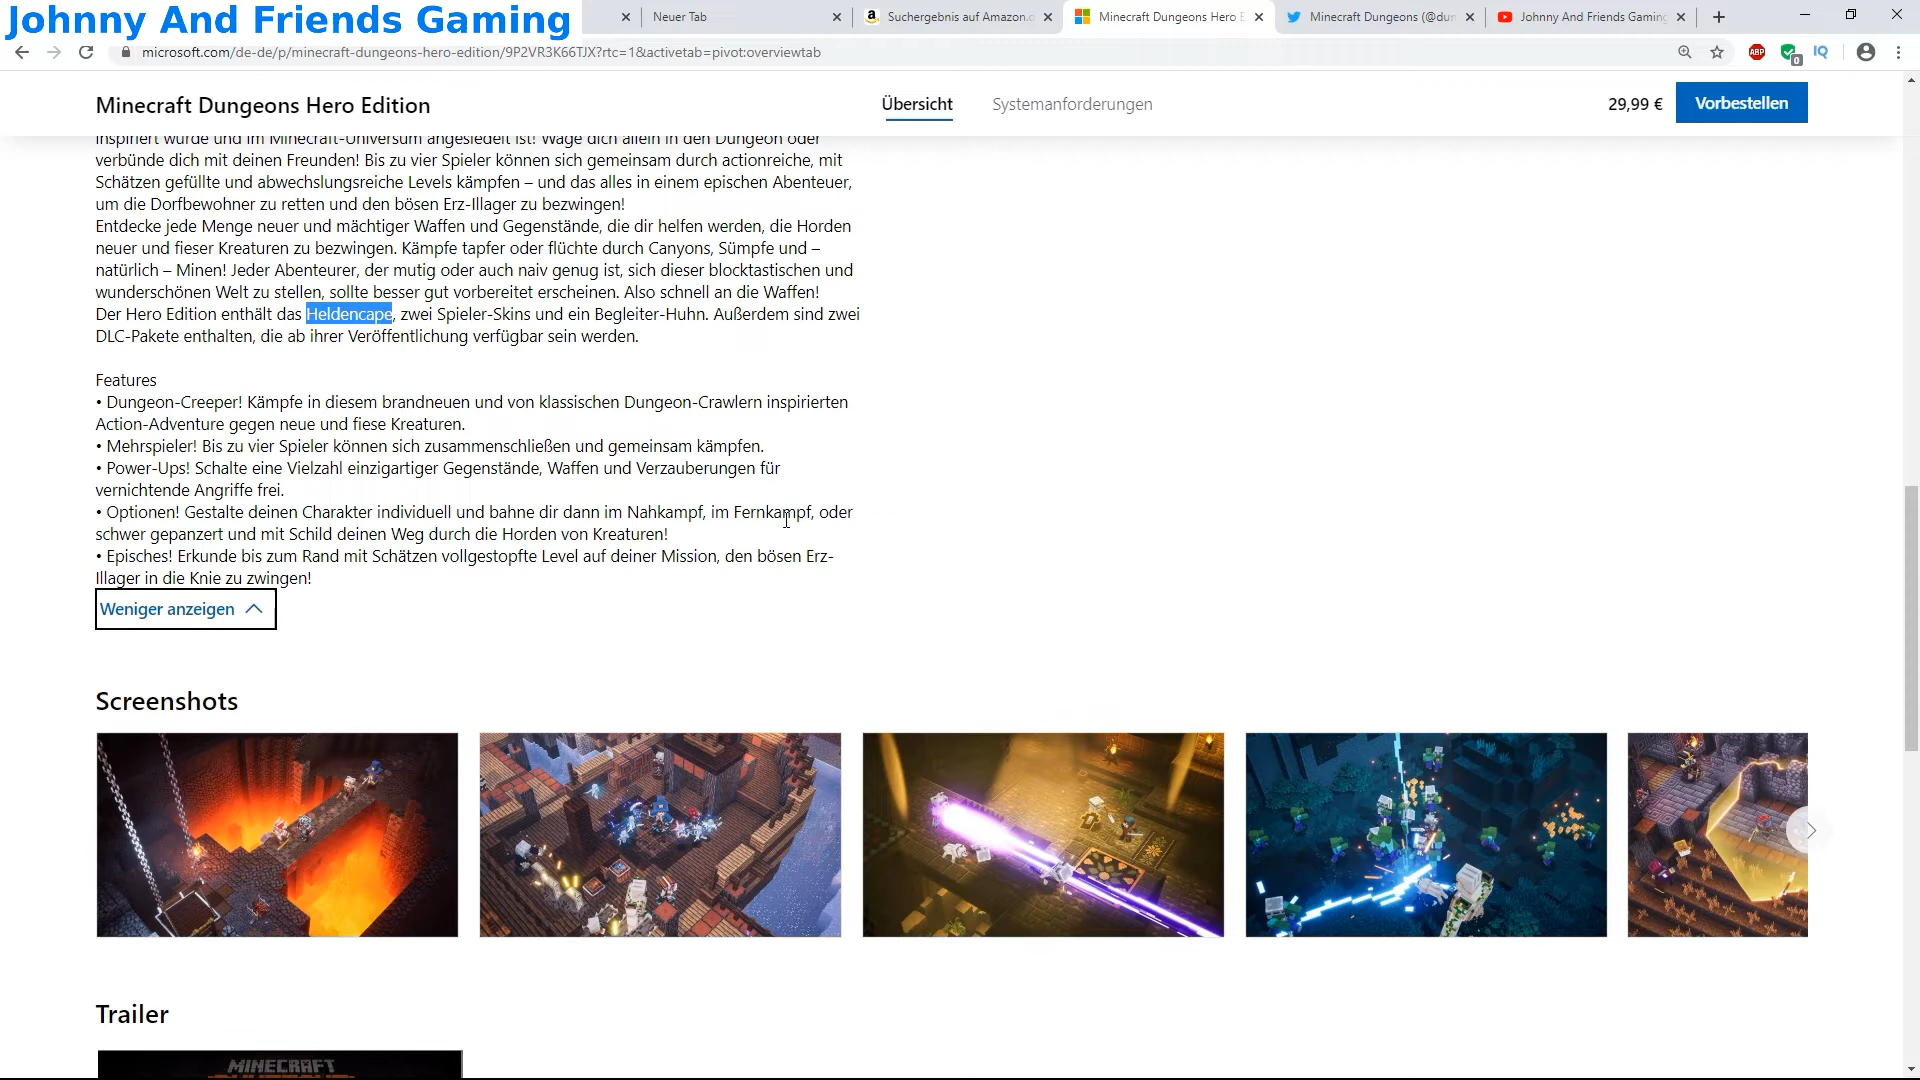 Johnny And Friends Gaming
Neuer Tab
Suchergebnis auf Amazon.
Minecraft Dungeons Hero E
Minecraft Dungeons (@dun
Johnny And Friends Gaming
microsoft.com/de-de/p/minecraft-dungeons-hero-edition/9P2VR3K66TJX?rtc=1&activetab=pivot:overviewtab
ABP
0
IQ
Minecraft Dungeons Hero Edition
Übersicht
Systemanforderungen
29,99 €
Vorbestellen
inspiriert wurde und im Minecraft-Universum angesiedelt ist! Wage dich allein in den Dungeon oder
verbünde dich mit deinen Freunden! Bis zu vier Spieler können sich gemeinsam durch actionreiche, mit
Schätzen gefüllte und abwechslungsreiche Levels kämpfen – und das alles in einem epischen Abenteuer,
um die Dorfbewohner zu retten und den bösen Erz-Illager zu bezwingen!
Entdecke jede Menge neuer und mächtiger Waffen und Gegenstände, die dir helfen werden, die Horden
neuer und fieser Kreaturen zu bezwingen. Kämpfe tapfer oder flüchte durch Canyons, Sümpfe und –
natürlich – Minen! Jeder Abenteurer, der mutig oder auch naiv genug ist, sich dieser blocktastischen und
wunderschönen Welt zu stellen, sollte besser gut vorbereitet erscheinen. Also schnell an die Waffen!
Der Hero Edition enthält das Heldencape, zwei Spieler-Skins und ein Begleiter-Huhn. Außerdem sind zwei
DLC-Pakete enthalten, die ab ihrer Veröffentlichung verfügbar sein werden.
Features
• Dungeon-Creeper! Kämpfe in diesem brandneuen und von klassischen Dungeon-Crawlern inspirierten
Action-Adventure gegen neue und fiese Kreaturen.
• Mehrspieler! Bis zu vier Spieler können sich zusammenschließen und gemeinsam kämpfen.
• Power-Ups! Schalte eine Vielzahl einzigartiger Gegenstände, Waffen und Verzauberungen für
vernichtende Angriffe frei.
• Optionen! Gestalte deinen Charakter individuell und bahne dir dann im Nahkampf, im Fernkampf, oder
schwer gepanzert und mit Schild deinen Weg durch die Horden von Kreaturen!
• Episches! Erkunde bis zum Rand mit Schätzen vollgestopfte Level auf deiner Mission, den bösen Erz-
Illager in die Knie zu zwingen!
Weniger anzeigen
Screenshots
Trailer
MINECRAFT